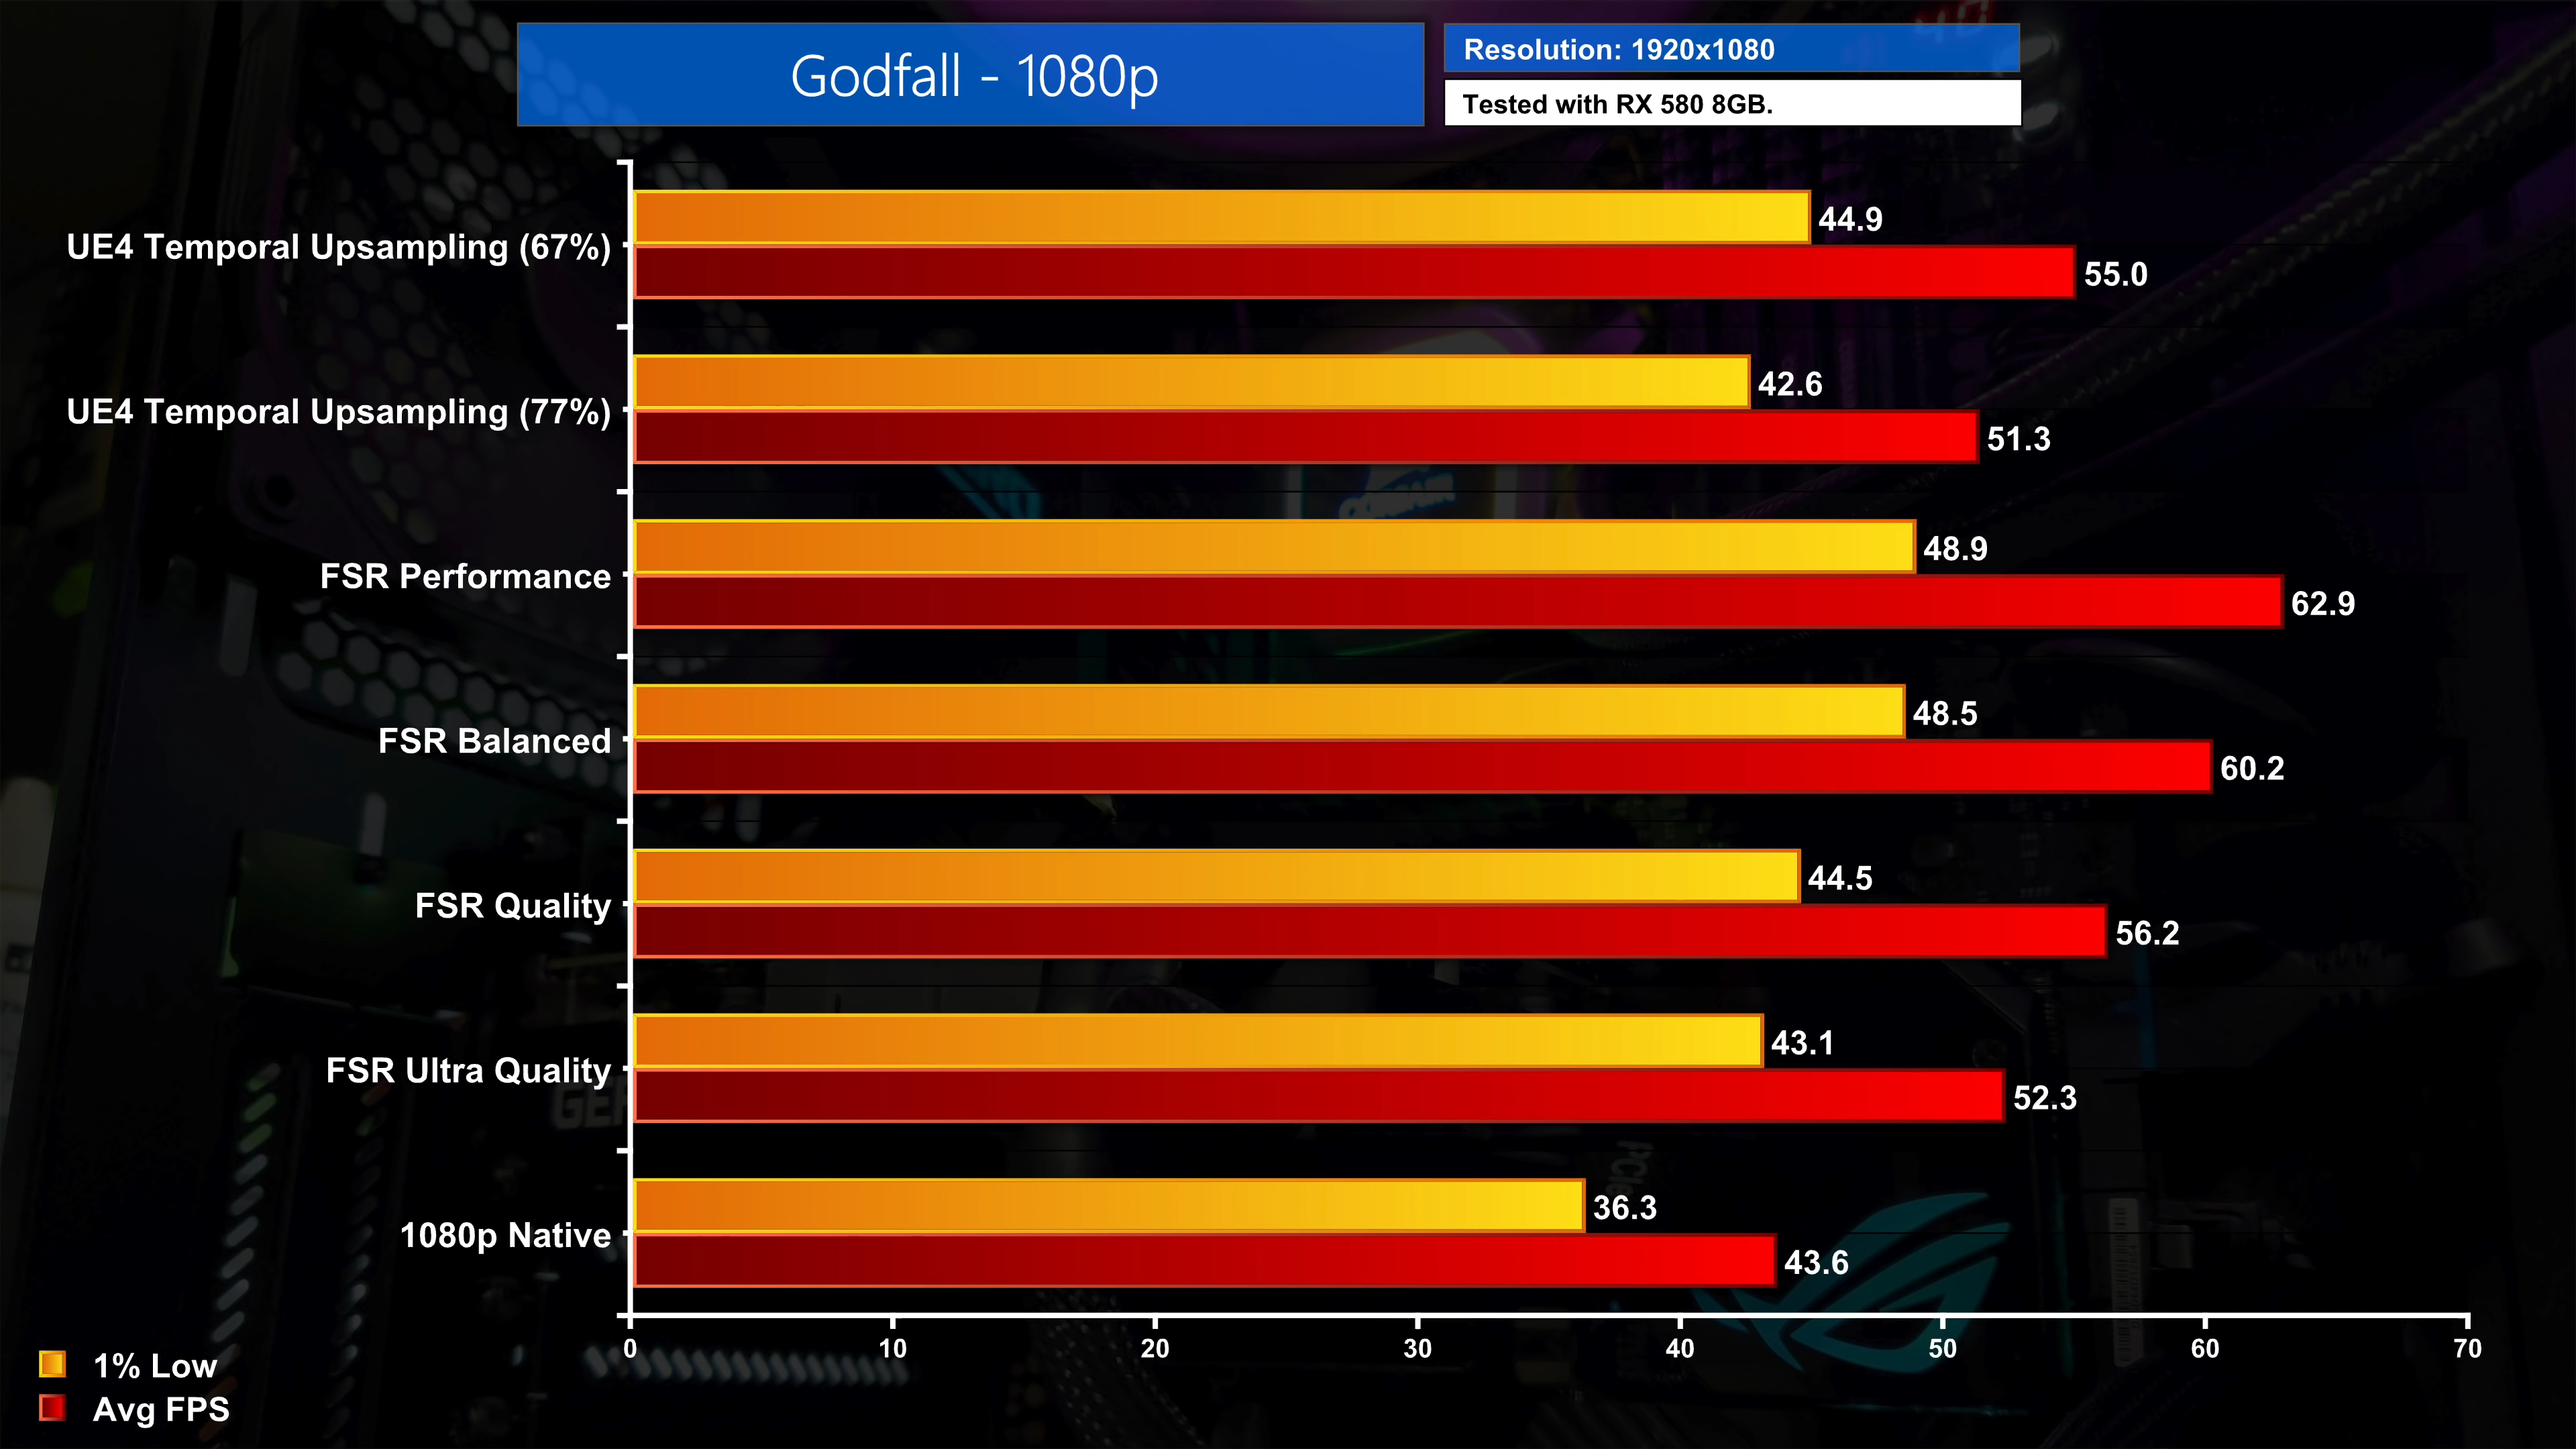 Godfall - 1080p
Resolution: 1920x1080
Tested with RX 580 8GB.
UE4 Temporal Upsampling (67%)
44.9
55.0
UE4 Temporal Upsampling (77%)
42.6
51.3
FSR Performance
48.9
62.9
FSR Balanced
48.5
60.2
FSR Quality
44.5
56.2
FSR Ultra Quality
43.1
52.3
1080p Native
36.3
43.6
0 10 20 30 40 50 60 70
1% Low
Avg FPS
CORSAIR
PCIe